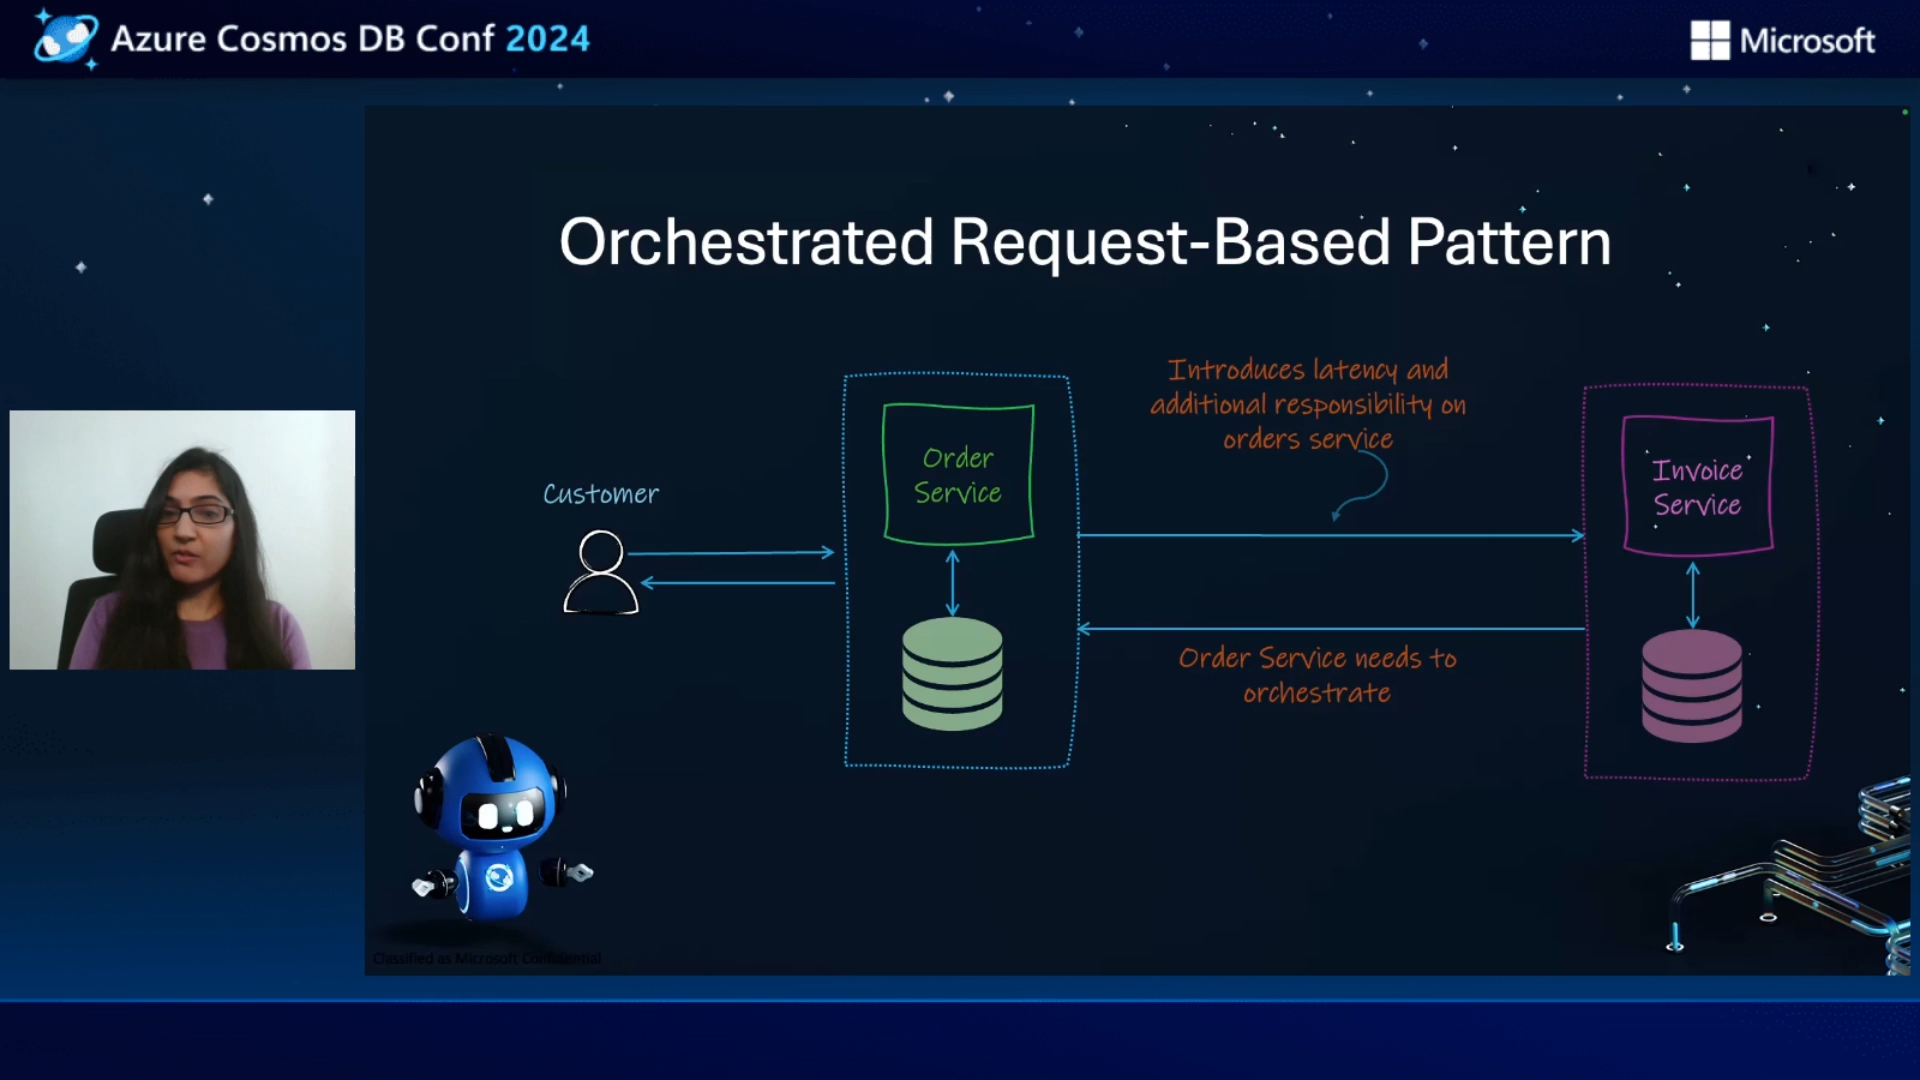 Azure Cosmos DB Conf 2024
Microsoft
Orchestrated Request-Based Pattern
Introduces latency and
additional responsibility on
orders service
Order
Service
Invoice
Service
Customer
Order Service needs to
orchestrate
Classified as Microsoft Confidential